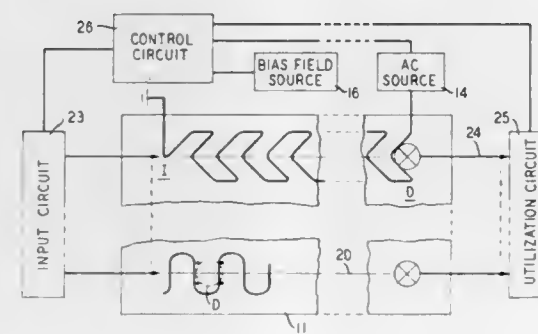 26
CONTROL CIRCUIT
BIAS FIELD SOURCE
16
AC SOURCE
14
23
INPUT CIRCUIT
I
I
D
24
25
UTILIZATION CIRCUIT
D
20
11